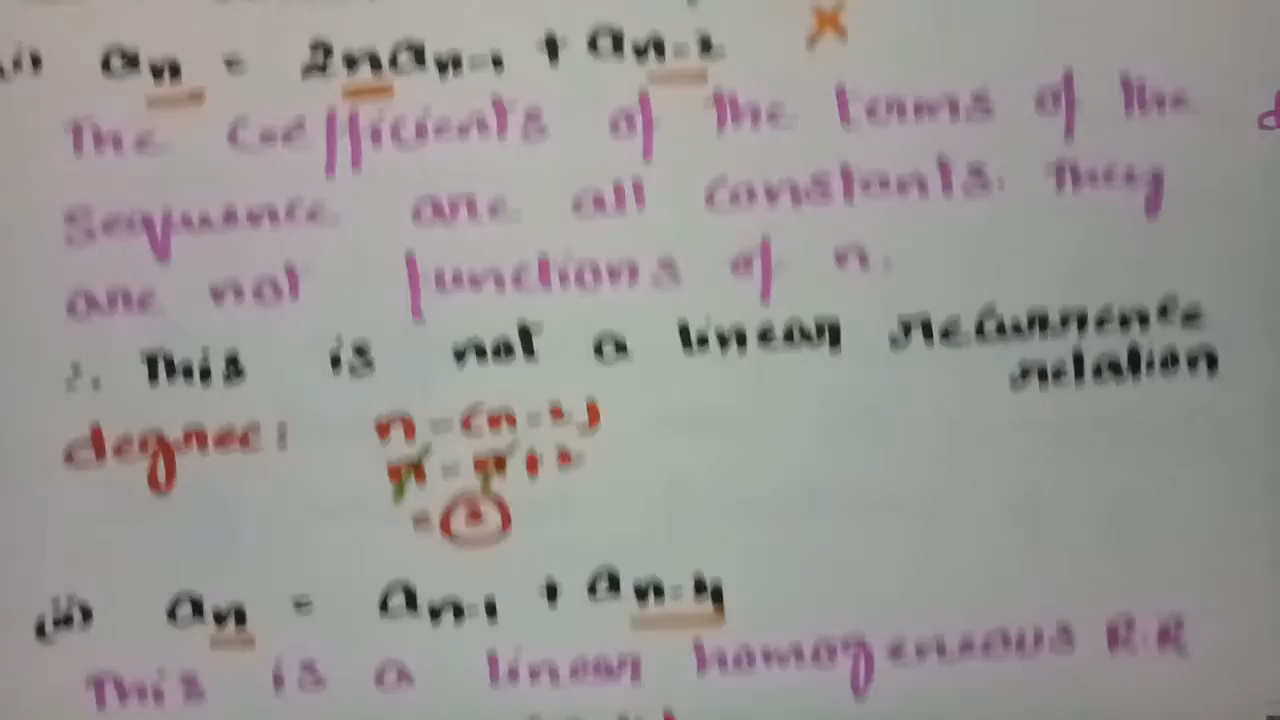 (i) an = 2nan-1 + an-2 ×
The Coefficients of the terms of the
Sequence are all constants. They
are not functions of n.
∴ This is not a linear recurrence
relation
degree: n-(n-2)
n-n+2
= 2
(ii) an = an-1 + an-4
This is a linear homogeneous R.R